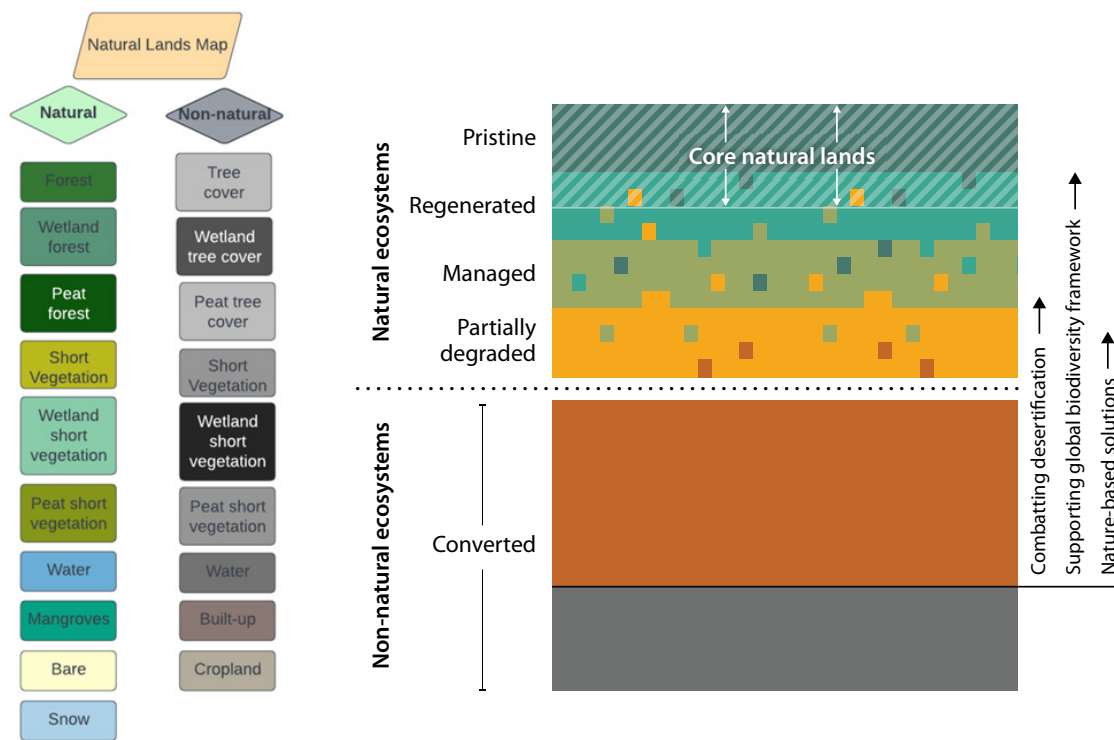 Natural Lands Map
Natural
Non-natural
Forest
Wetland
forest
Peat
forest
Short
Vegetation
Wetland
short
vegetation
Peat short
vegetation
Water
Mangroves
Bare
Snow
Tree
cover
Wetland
tree cover
Peat tree
cover
Short
Vegetation
Wetland
short
vegetation
Peat short
vegetation
Water
Built-up
Cropland
Natural ecosystems
Pristine
Regenerated
Managed
Partially
degraded
Core natural lands
Non-natural ecosystems
Converted
Combatting desertification
Supporting global biodiversity framework
Nature-based solutions